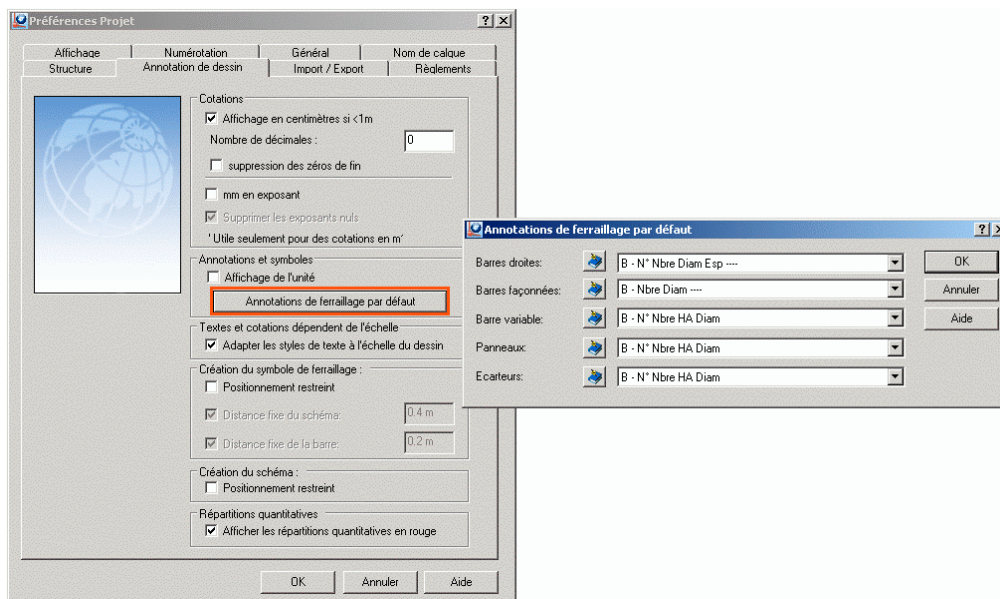 Préférences Projet
Affichage Numérotation Général Nom de calque
Structure Annotation de dessin Import / Export Règlements
Cotations
Affichage en centimètres si <1m
Nombre de décimales : 0
suppression des zéros de fin
mm en exposant
Supprimer les exposants nuls
' Utile seulement pour des cotations en m'
Annotations et symboles
Affichage de l'unité
Annotations de ferraillage par défaut
Textes et cotations dépendent de l'échelle
Adapter les styles de texte à l'échelle du dessin
Création du symbole de ferraillage :
Positionnement restreint
Distance fixe du schéma: 0.4 m
Distance fixe de la barre: 0.2 m
Création du schéma :
Positionnement restreint
Répartitions quantitatives
Afficher les répartitions quantitatives en rouge
OK Annuler Aide
Annotations de ferraillage par défaut
Barres droites: B - N° Nbre Diam Esp ---- OK
Barres façonnées: B - Nbre Diam ---- Annuler
Barre variable: B - N° Nbre HA Diam Aide
Panneaux: B - N° Nbre HA Diam
Ecarteurs: B - N° Nbre HA Diam